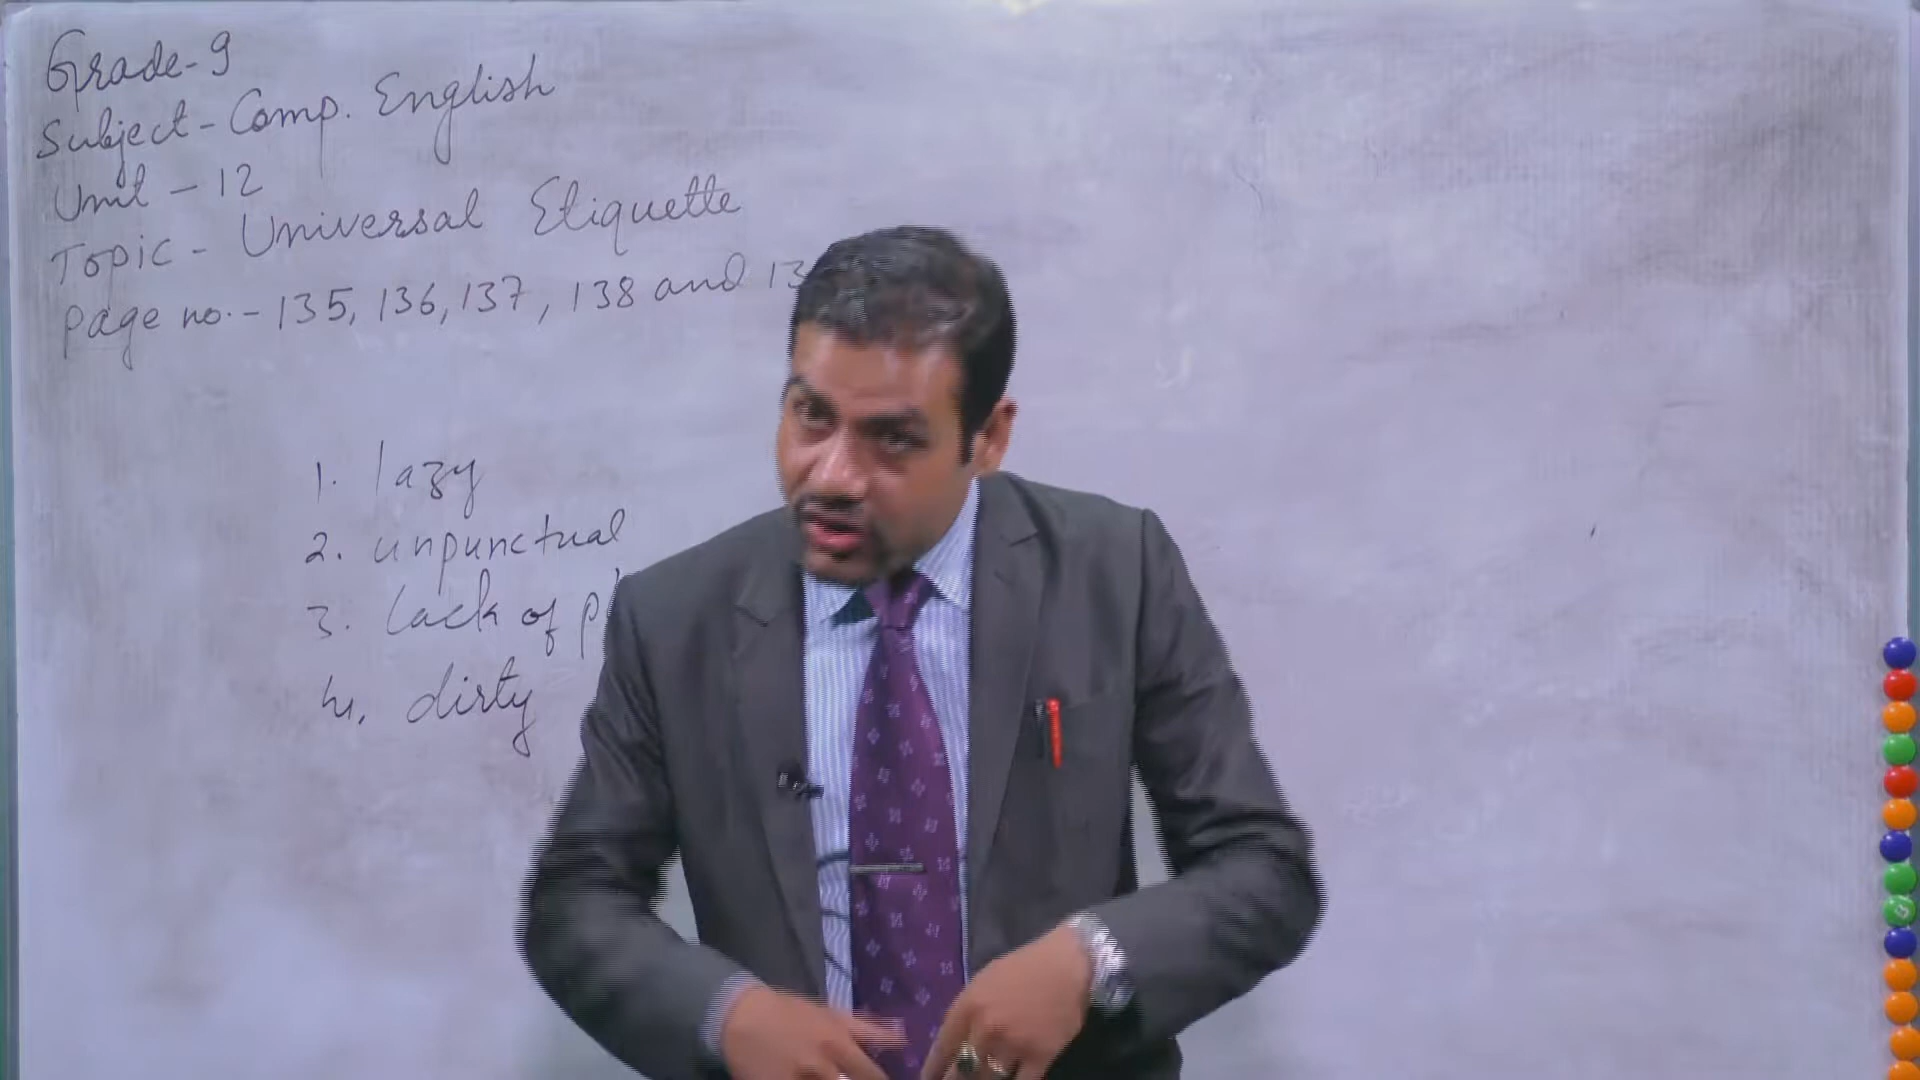 Grade-9
Subject-Comp. English
Unit - 12
Topic - Universal Etiquette
Page no.- 135, 136, 137, 138 and
1. lazy
2. unpunctual
3. lack of
4. dirty